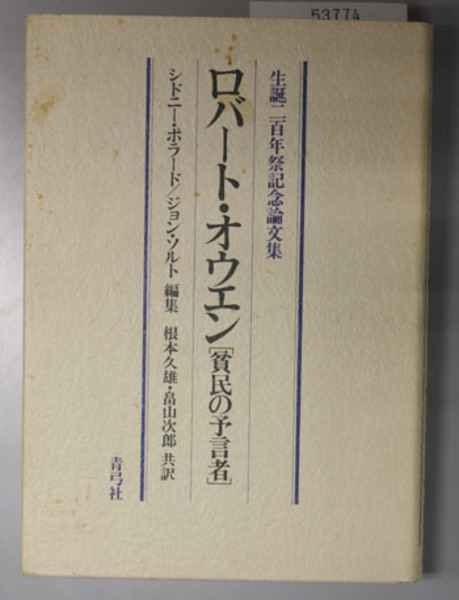 53774
生誕二百年祭記念論文集
ロバート・オウエン[貧民の予言者]
シドニー・ポラード／ジョン・ソルト 編集 根本久雄・畠山次郎 共訳
青弓社